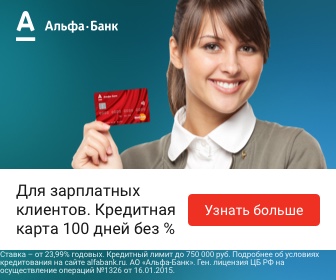 А Альфа·Банк
А Альфа·Банк
Для зарплатных
клиентов. Кредитная
карта 100 дней без %
Узнать больше
Ставка – от 23,99% годовых. Кредитный лимит до 750 000 руб. Подробнее об условиях
кредитования на сайте alfabank.ru. АО «Альфа-Банк». Ген. лицензия ЦБ РФ на
осуществление операций №1326 от 16.01.2015.